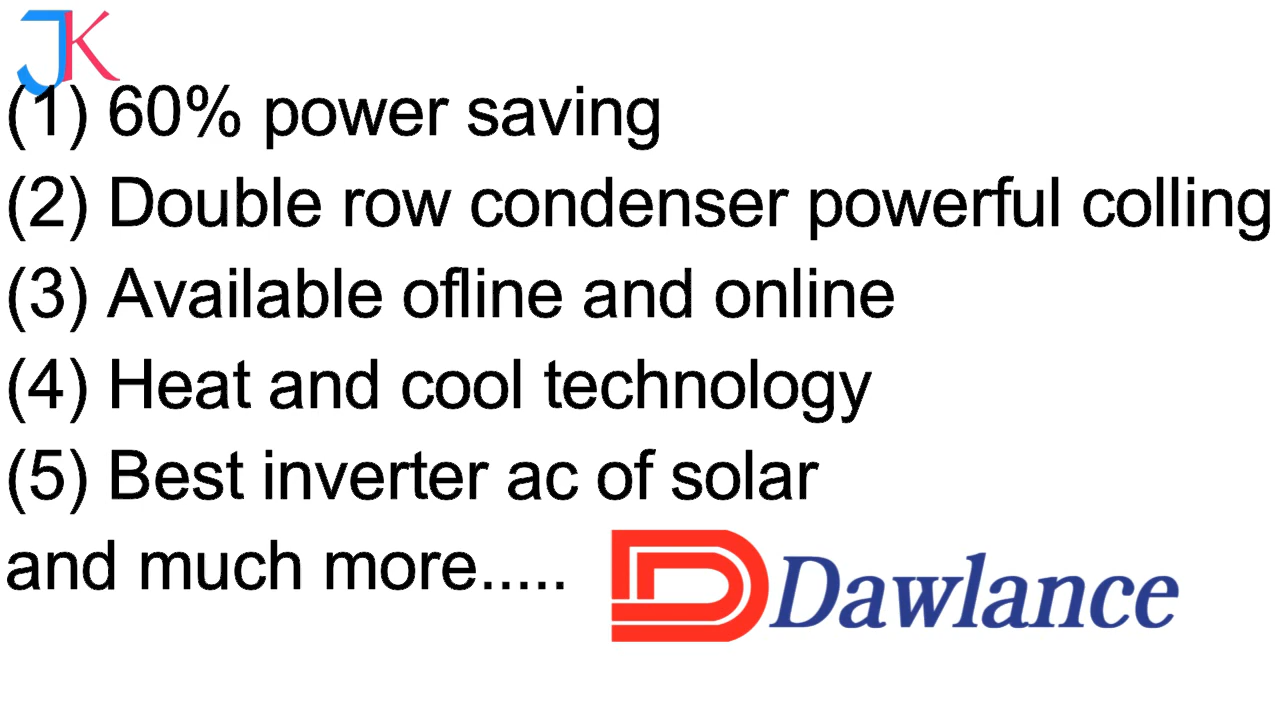 JK
(1) 60% power saving
(2) Double row condenser powerful colling
(3) Available ofline and online
(4) Heat and cool technology
(5) Best inverter ac of solar
and much more.....
Dawlance